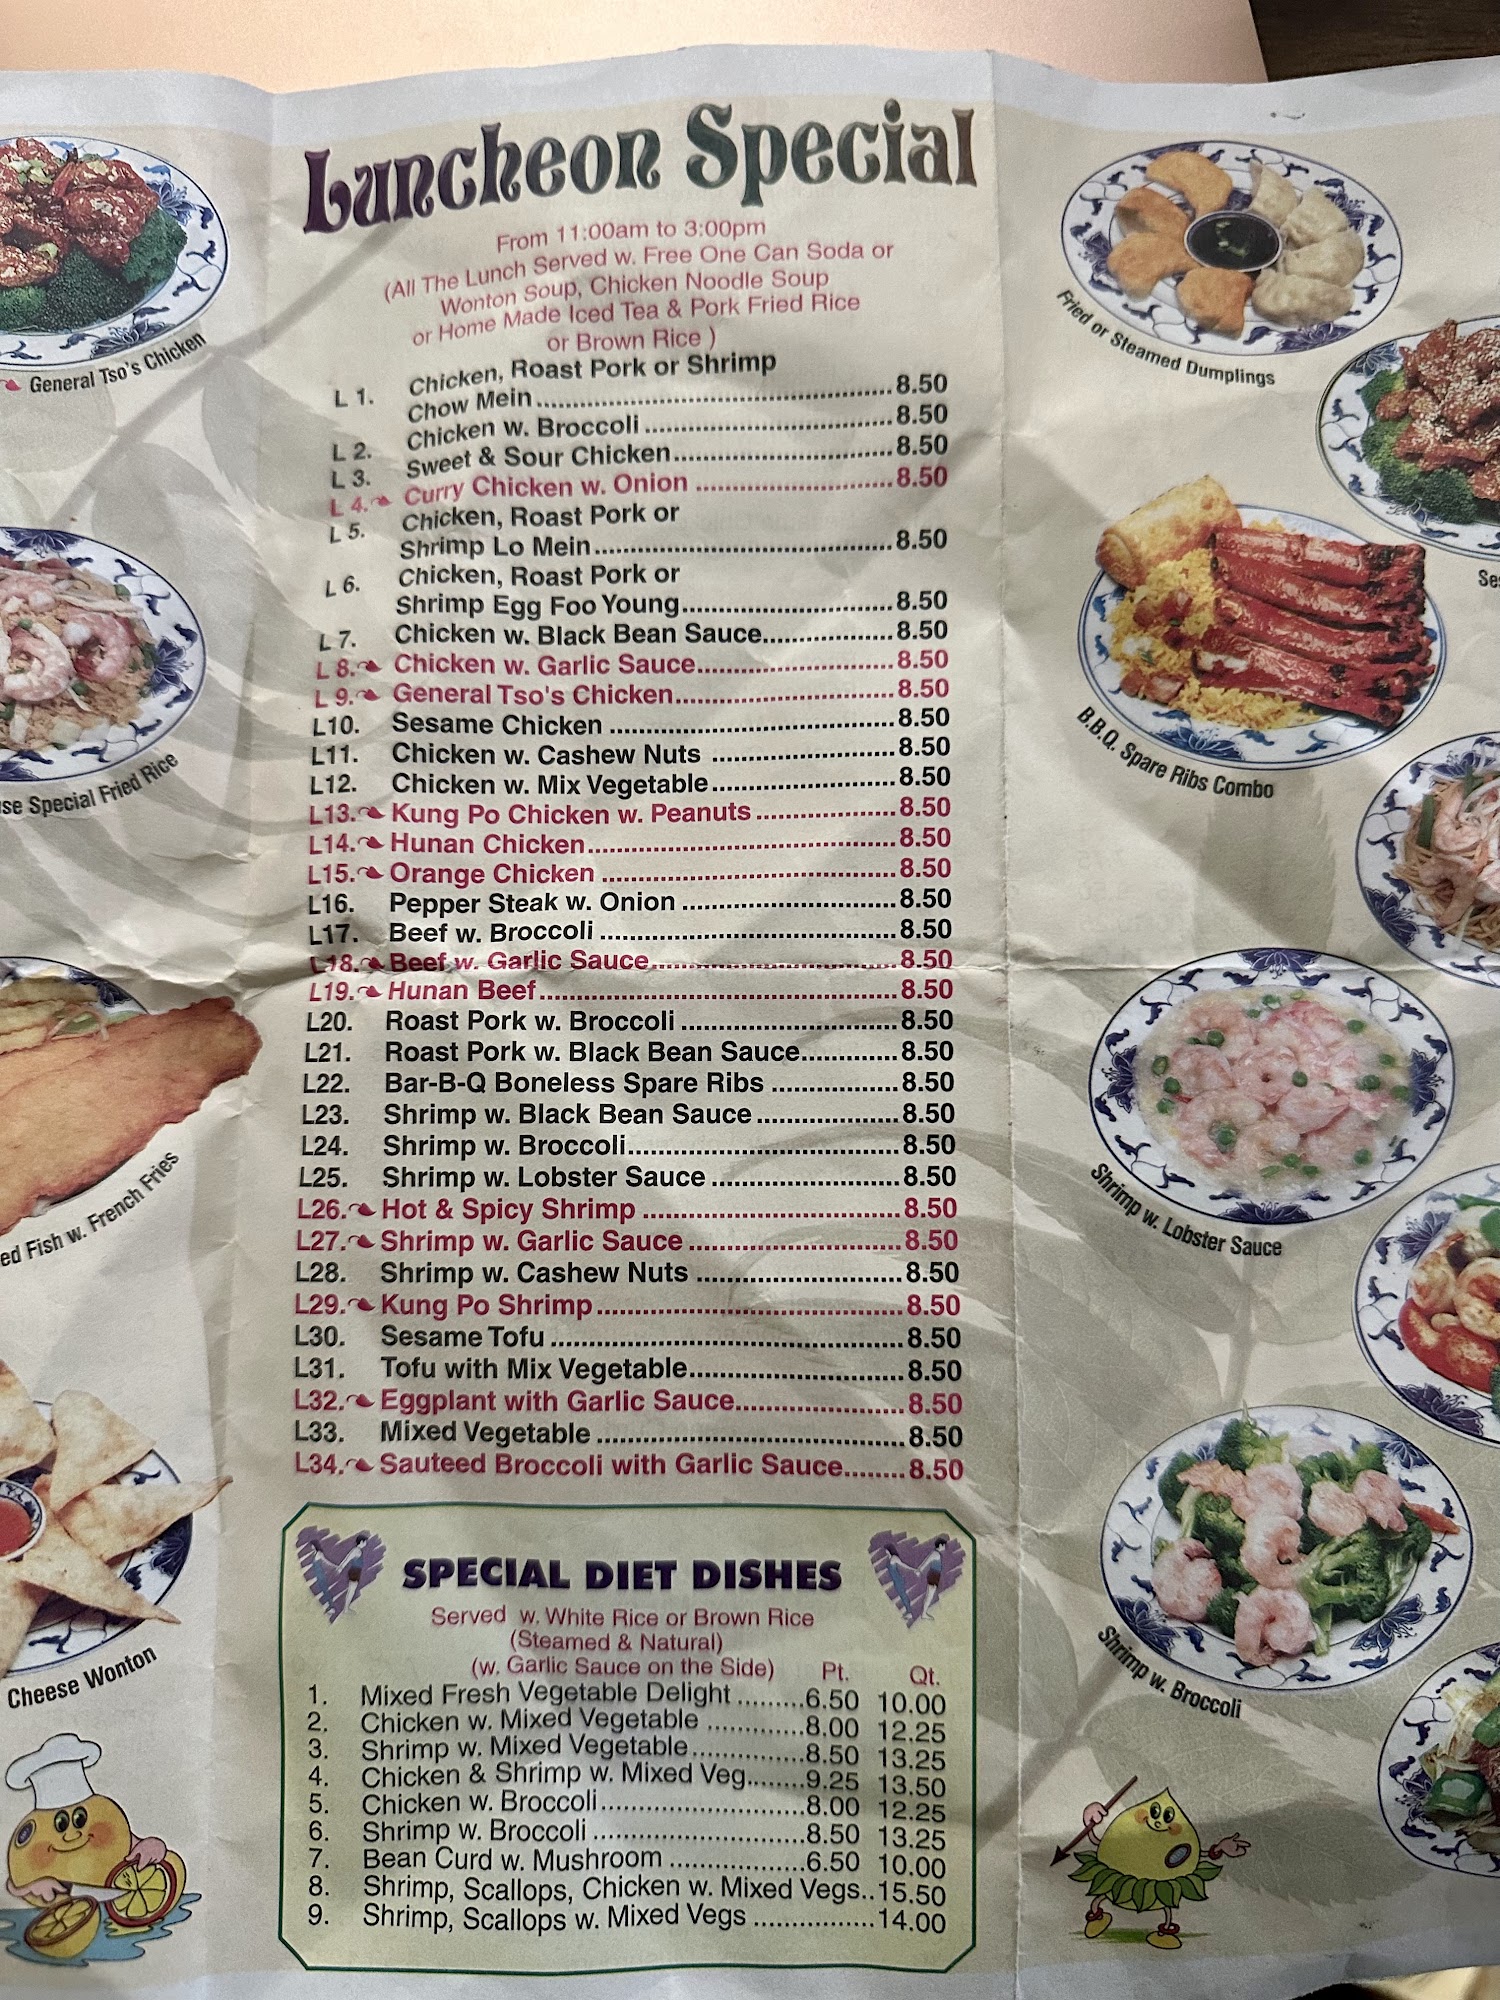 Luncheon Special
From 11:00am to 3:00pm
(All The Lunch Served w. Free One Can Soda or
Wonton Soup, Chicken Noodle Soup
or Home Made Iced Tea & Pork Fried Rice
or Brown Rice )
L 1. Chicken, Roast Pork or Shrimp
Chow Mein 8.50
L 2. Chicken w. Broccoli 8.50
L 3. Sweet & Sour Chicken 8.50
L 4. Curry Chicken w. Onion 8.50
L 5. Chicken, Roast Pork or
Shrimp Lo Mein 8.50
L 6. Chicken, Roast Pork or
Shrimp Egg Foo Young 8.50
L 7. Chicken w. Black Bean Sauce 8.50
L 8. Chicken w. Garlic Sauce 8.50
L 9. General Tso's Chicken 8.50
L10. Sesame Chicken 8.50
L11. Chicken w. Cashew Nuts 8.50
L12. Chicken w. Mix Vegetable 8.50
L13. Kung Po Chicken w. Peanuts 8.50
L14. Hunan Chicken 8.50
L15. Orange Chicken 8.50
L16. Pepper Steak w. Onion 8.50
L17. Beef w. Broccoli 8.50
L18. Beef w. Garlic Sauce 8.50
L19. Hunan Beef 8.50
L20. Roast Pork w. Broccoli 8.50
L21. Roast Pork w. Black Bean Sauce 8.50
L22. Bar-B-Q Boneless Spare Ribs 8.50
L23. Shrimp w. Black Bean Sauce 8.50
L24. Shrimp w. Broccoli 8.50
L25. Shrimp w. Lobster Sauce 8.50
L26. Hot & Spicy Shrimp 8.50
L27. Shrimp w. Garlic Sauce 8.50
L28. Shrimp w. Cashew Nuts 8.50
L29. Kung Po Shrimp 8.50
L30. Sesame Tofu 8.50
L31. Tofu with Mix Vegetable 8.50
L32. Eggplant with Garlic Sauce 8.50
L33. Mixed Vegetable 8.50
L34. Sauteed Broccoli with Garlic Sauce 8.50
SPECIAL DIET DISHES
Served w. White Rice or Brown Rice
(Steamed & Natural)
(w. Garlic Sauce on the Side) Pt. Qt.
1. Mixed Fresh Vegetable Delight 6.50 10.00
2. Chicken w. Mixed Vegetable 8.00 12.25
3. Shrimp w. Mixed Vegetable 8.50 13.25
4. Chicken & Shrimp w. Mixed Veg. 9.25 13.50
5. Chicken w. Broccoli 8.00 12.25
6. Shrimp w. Broccoli 8.50 13.25
7. Bean Curd w. Mushroom 6.50 10.00
8. Shrimp, Scallops, Chicken w. Mixed Vegs. 15.50
9. Shrimp, Scallops w. Mixed Vegs 14.00
General Tso's Chicken
se Special Fried Rice
ed Fish w. French Fries
Cheese Wonton
Fried or Steamed Dumplings
Ses
B.B.Q. Spare Ribs Combo
Shrimp w. Lobster Sauce
Shrimp w. Broccoli